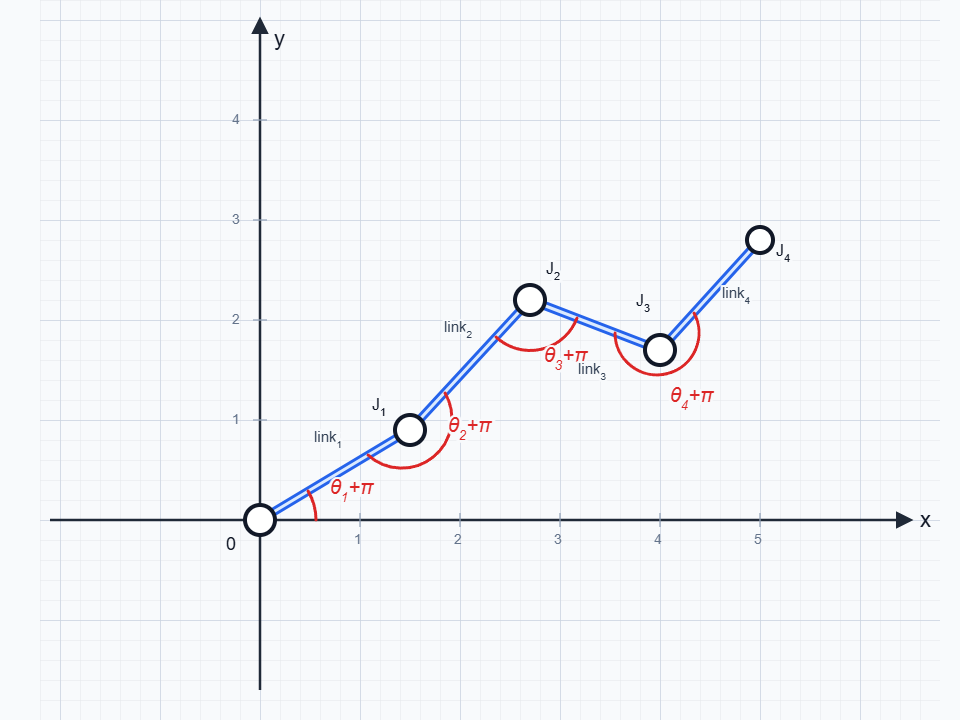 y
4
3
J₄
J₂
link₄
J₃
2
link₂
θ₃+π
link₃
θ₄+π
J₁
1
θ₂+π
link₁
θ₁+π
x
0
1
2
3
4
5